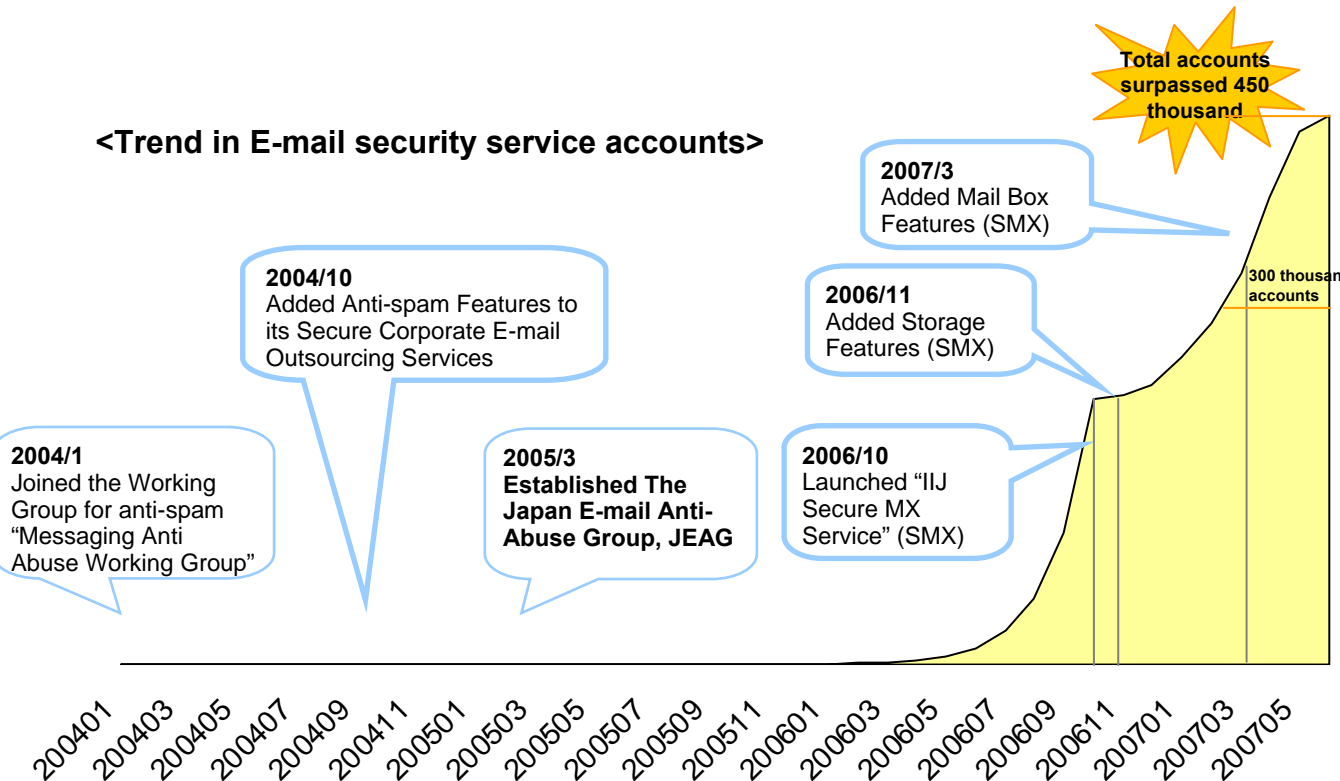 Total accounts
surpassed 450
thousand
<Trend in E-mail security service accounts>
2007/3
Added Mail Box
Features (SMX)
2004/10
Added Anti-spam Features to
its Secure Corporate E-mail
Outsourcing Services
2006/11
Added Storage
Features (SMX)
300 thousan
accounts
2004/1
Joined the Working
Group for anti-spam
“Messaging Anti
Abuse Working Group”
2005/3
Established The
Japan E-mail Anti-
Abuse Group, JEAG
2006/10
Launched “IIJ
Secure MX
Service” (SMX)
200401
200403
200405
200407
200409
200411
200501
200503
200505
200507
200509
200511
200601
200603
200605
200607
200609
200611
200701
200703
200705